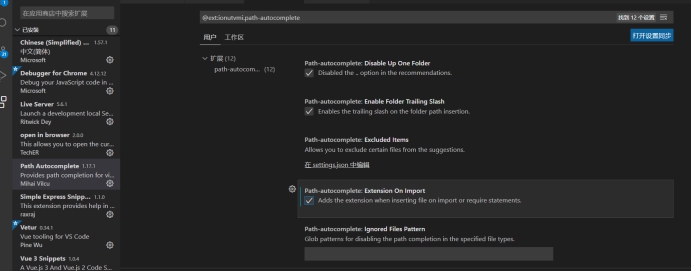 在应用商店中搜索扩展
已安装
11
Chinese (Simplified) ... 1.57.1
中文(简体)
Microsoft
Debugger for Chrome 4.12.12
Debug your JavaScript code in ...
Microsoft
Live Server 5.6.1
Launch a development local Se...
Ritwick Dey
open in browser 2.0.0
This allows you to open the cur...
TechER
Path Autocomplete 1.17.1
Provides path completion for vi...
Mihai Vilcu
Simple Express Snipp... 1.1.0
This extension provides help in ...
raxraj
Vetur 0.34.1
Vue tooling for VS Code
Pine Wu
Vue 3 Snippets 1.0.4
A Vue.js 3 And Vue.js 2 Code S...
@ext:ionutvmi.path-autocomplete
找到 12 个设置
用户
工作区
打开设置同步
扩展 (12)
path-autocom... (12)
Path-autocomplete: Disable Up One Folder
Disabled the .. option in the recommendations.
Path-autocomplete: Enable Folder Trailing Slash
Enables the trailing slash on the folder path insertion.
Path-autocomplete: Excluded Items
Allows you to exclude certain files from the suggestions.
在 settings.json 中编辑
Path-autocomplete: Extension On Import
Adds the extension when inserting file on import or require statements.
Path-autocomplete: Ignored Files Pattern
Glob patterns for disabling the path completion in the specified file types.